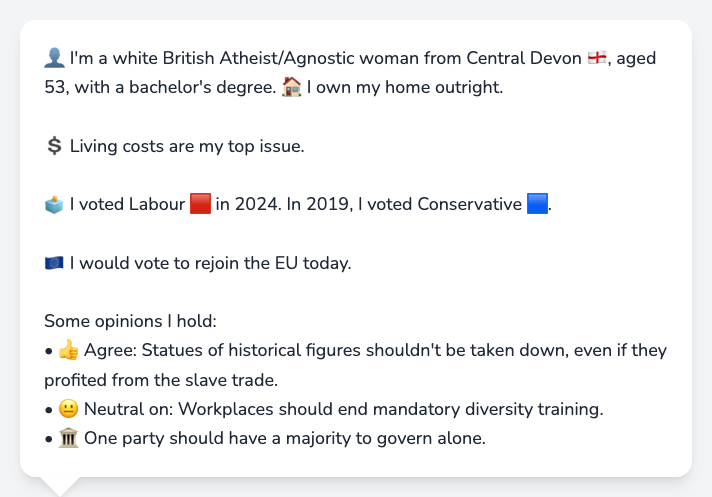 👤 I'm a white British Atheist/Agnostic woman from Central Devon 🏴󠁧󠁢󠁥󠁮󠁧󠁿, aged
53, with a bachelor's degree. 🏠 I own my home outright.
💲 Living costs are my top issue.
🗳️ I voted Labour 🟥 in 2024. In 2019, I voted Conservative 🟦.
🇪🇺 I would vote to rejoin the EU today.
Some opinions I hold:
• 👍 Agree: Statues of historical figures shouldn't be taken down, even if they
profited from the slave trade.
• 😐 Neutral on: Workplaces should end mandatory diversity training.
• 🏛️ One party should have a majority to govern alone.